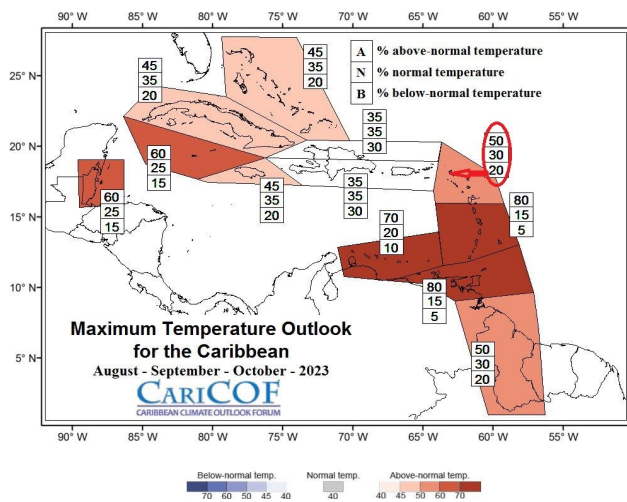 25° N
20° N
15° N
10° N
5° N
A % above-normal temperature
N % normal temperature
B % below-normal temperature
45
35
20
45
35
20
35
35
30
50
30
20
60
25
15
60
25
15
45
35
20
35
35
30
80
15
5
70
20
10
80
15
5
50
30
20
Maximum Temperature Outlook
for the Caribbean
August - September - October - 2023
CARICOF
CARIBBEAN CLIMATE OUTLOOK FORUM
90° W 85° W 80° W 75° W 70° W 65° W 60° W 55° W
Below-normal temp. Normal temp. Above-normal temp.
70 60 50 45 40 40 40 45 50 60 70